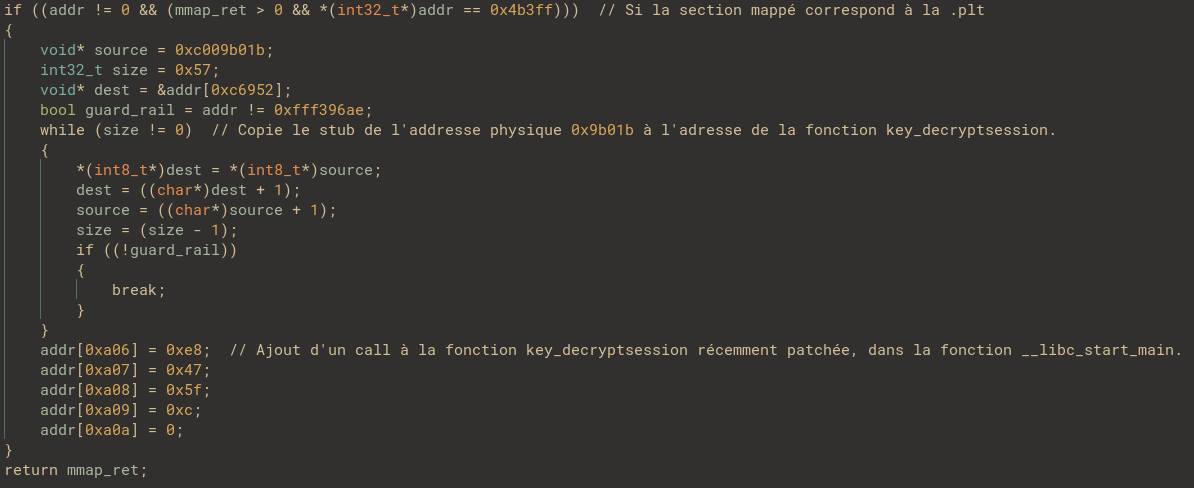 if ((addr != 0 && (mmap_ret > 0 && *(int32_t*)addr == 0x4b3ff)))  // Si la section mappé correspond à la .plt
{
    void* source = 0xc009b01b;
    int32_t size = 0x57;
    void* dest = &addr[0xc6952];
    bool guard_rail = addr != 0xfff396ae;
    while (size != 0)  // Copie le stub de l'addresse physique 0x9b01b à l'adresse de la fonction key_decryptsession.
    {
        *(int8_t*)dest = *(int8_t*)source;
        dest = ((char*)dest + 1);
        source = ((char*)source + 1);
        size = (size - 1);
        if ((!guard_rail))
        {
            break;
        }
    }
    addr[0xa06] = 0xe8;  // Ajout d'un call à la fonction key_decryptsession récemment patchée, dans la fonction __libc_start_main.
    addr[0xa07] = 0x47;
    addr[0xa08] = 0x5f;
    addr[0xa09] = 0xc;
    addr[0xa0a] = 0;
}
return mmap_ret;